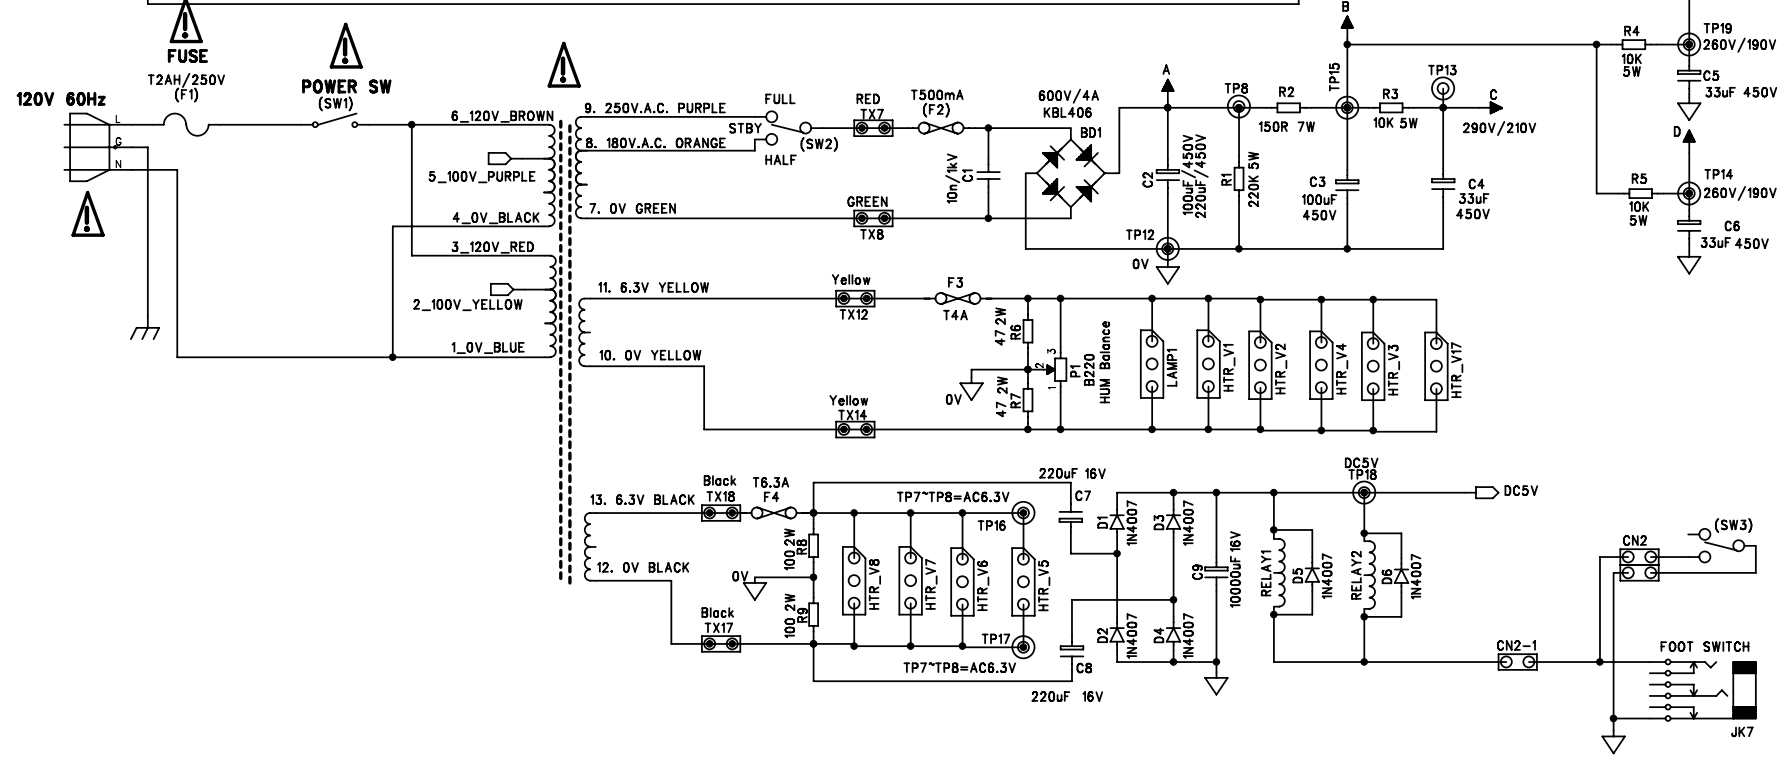 FUSE
T2AH/250V
(F1)
POWER SW
(SW1)
120V 60Hz
L
G
N
6_120V_BROWN
5_100V_PURPLE
4_0V_BLACK
3_120V_RED
2_100V_YELLOW
1_0V_BLUE
9. 250V.A.C. PURPLE
8. 180V.A.C. ORANGE
7. 0V GREEN
FULL
STBY
(SW2)
HALF
RED
TX7
T500mA
(F2)
GREEN
TX8
10n/1kV
C1
600V/4A
KBL406
BD1
A
C2
100uF/450V
220uF/450V
TP8
R1
220K 5W
R2
150R 7W
TP12
0V
B
TP15
C3
100uF
450V
R3
10K 5W
TP13
C
290V/210V
C4
33uF
450V
R4
10K
5W
TP19
260V/190V
C5
33uF 450V
D
R5
10K
5W
TP14
260V/190V
C6
33uF 450V
11. 6.3V YELLOW
10. 0V YELLOW
Yellow
TX12
F3
T4A
Yellow
TX14
47 2W
R6
47 2W
R7
0V
3
2
1
P1
B220
HUM Balance
LAMP1
HTR_V1
HTR_V2
HTR_V4
HTR_V3
HTR_V17
13. 6.3V BLACK
12. 0V BLACK
Black
TX18
T6.3A
F4
Black
TX17
100 2W
R8
100 2W
R9
0V
TP7~TP8=AC6.3V
TP16
HTR_V8
HTR_V7
HTR_V6
HTR_V5
TP17
TP7~TP8=AC6.3V
220uF 16V
C7
C8
220uF 16V
D1
1N4007
D3
1N4007
D2
1N4007
D4
1N4007
C9
10000uF 16V
RELAY1
D5
1N4007
DC5V
TP18
RELAY2
D6
1N4007
DC5V
CN2
(SW3)
CN2-1
FOOT SWITCH
JK7